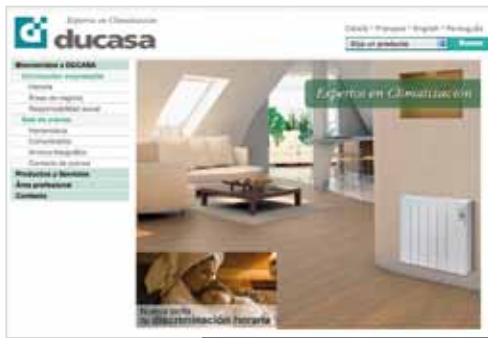 Expertos en Climatización
ducasa
Català * Français * English * Português
Elija un producto
Buscar
Bienvenidos a DUCASA
Información corporativa
Historia
Áreas de negocio
Responsabilidad social
Sala de prensa
Hemeroteca
Comunicados
Archivo fotográfico
Contacto de prensa
Productos y Servicios
Área profesional
Contacto
Expertos en Climatización
Nueva tarifa
de discriminación horaria